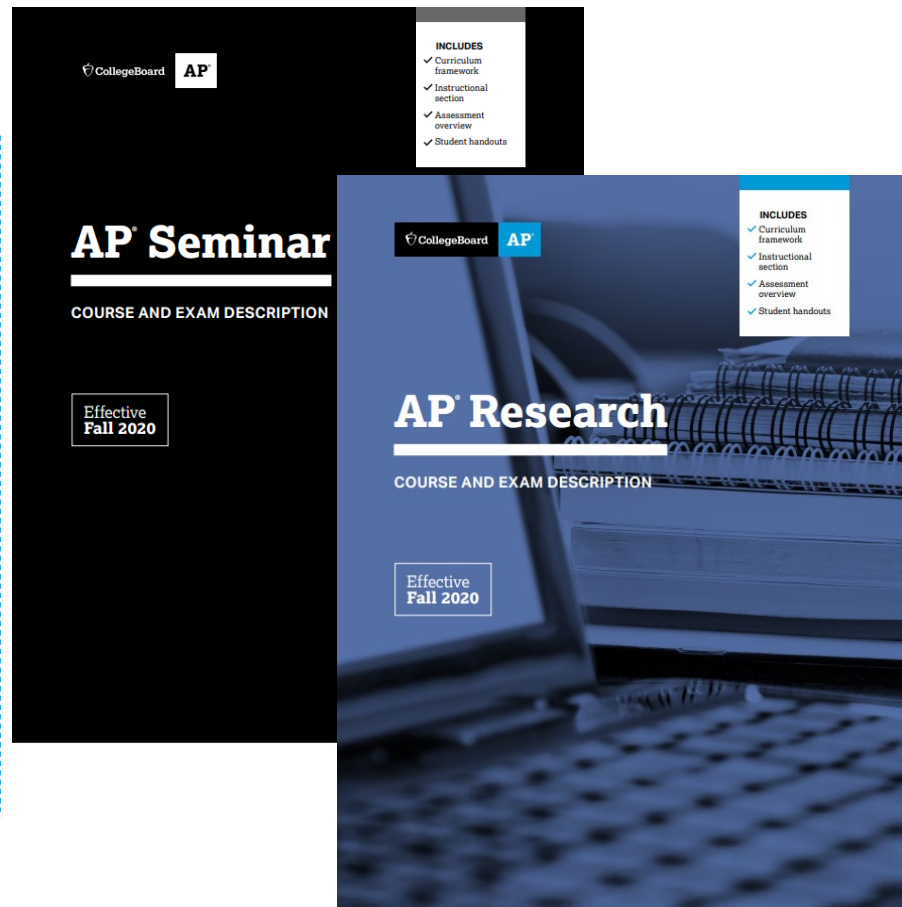 CollegeBoard AP®
INCLUDES
Curriculum
framework
Instructional
section
Assessment
overview
Student handouts
AP® Seminar
COURSE AND EXAM DESCRIPTION
Effective
Fall 2020
CollegeBoard AP®
INCLUDES
Curriculum
framework
Instructional
section
Assessment
overview
Student handouts
AP® Research
COURSE AND EXAM DESCRIPTION
Effective
Fall 2020